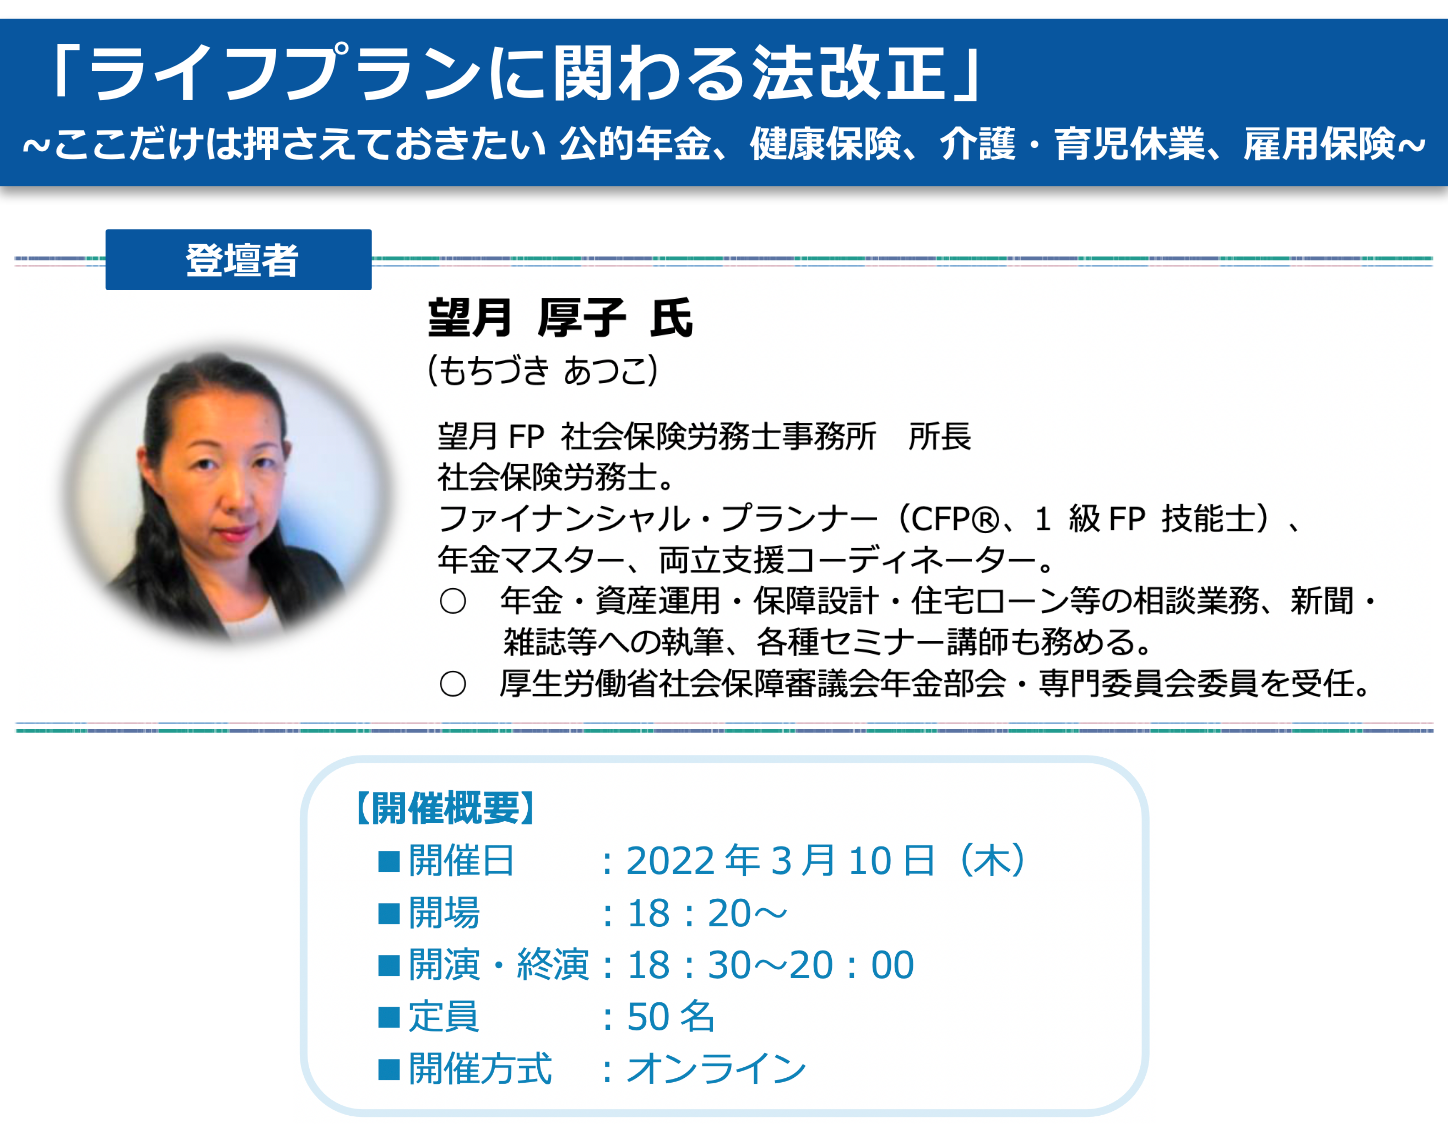 「ライフプランに関わる法改正」
~ここだけは押さえておきたい 公的年金、健康保険、介護・育児休業、雇用保険~
登壇者
望月 厚子 氏
（もちづき あつこ）
望月 FP 社会保険労務士事務所　所長
社会保険労務士。
ファイナンシャル・プランナー（CFP®、1 級 FP 技能士）、
年金マスター、両立支援コーディネーター。
○　年金・資産運用・保障設計・住宅ローン等の相談業務、新聞・
雑誌等への執筆、各種セミナー講師も務める。
○　厚生労働省社会保障審議会年金部会・専門委員会委員を受任。
【開催概要】
■開催日　　：2022 年 3 月 10 日（木）
■開場　　　：18：20～
■開演・終演：18：30～20：00
■定員　　　：50 名
■開催方式　：オンライン